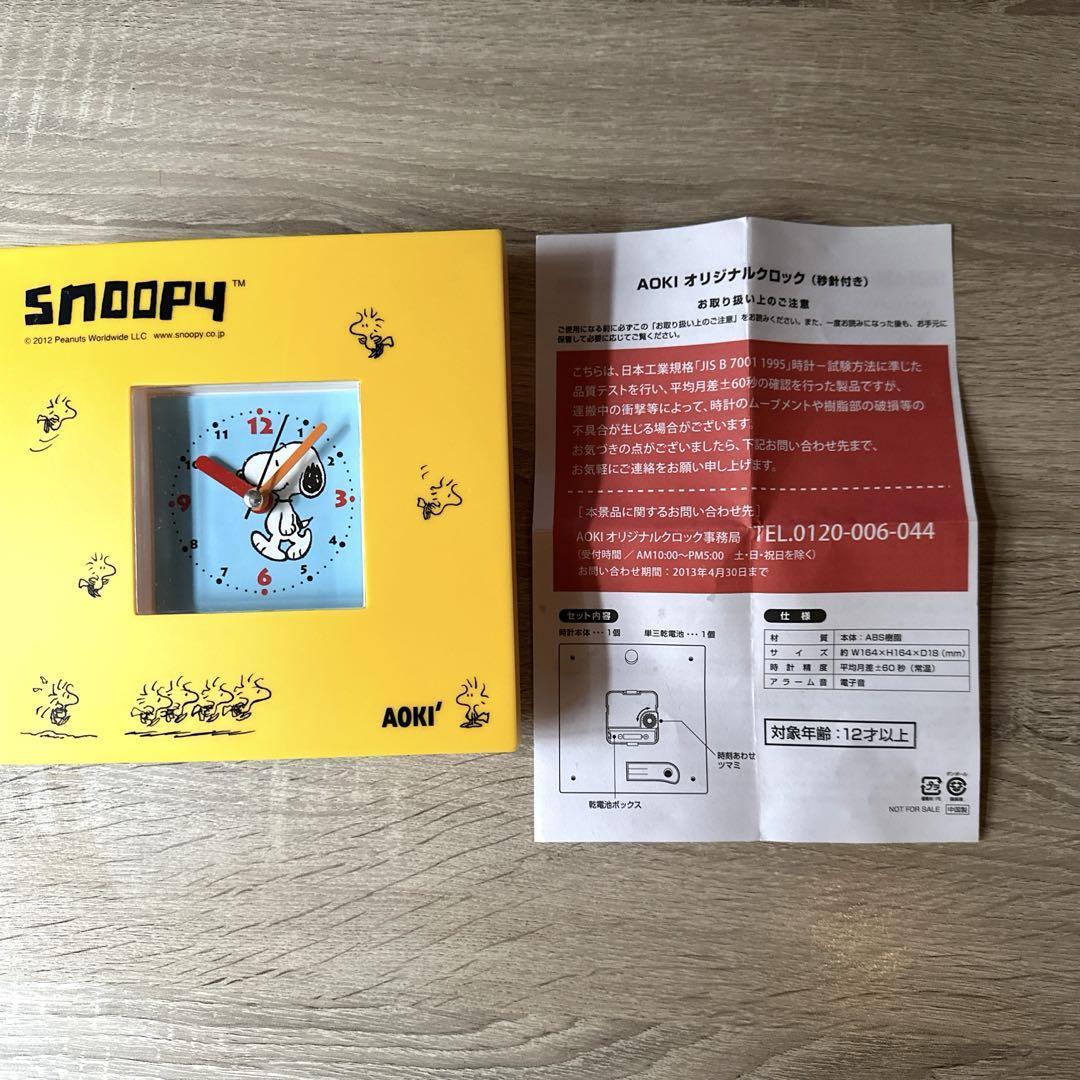 SNOOPY™
© 2012 Peanuts Worldwide LLC www.snoopy.co.jp
11
12
1
2
3
4
5
6
7
8
9
AOKI'
AOKI オリジナルクロック（秒針付き）
お取り扱い上のご注意
ご使用になる前に必ずこの「お取り扱い上のご注意」をお読みください。また、一度お読みになった後も、お手元に
保管して必要に応じてご覧ください。
こちらは、日本工業規格「JIS B 7001 1995」時計－試験方法に準じた
品質テストを行い、平均月差±60秒の確認を行った製品ですが、
運搬中の衝撃等によって、時計のムーブメントや樹脂部の破損等の
不具合が生じる場合がございます。
お気づきの点がございましたら、下記お問い合わせ先まで、
お気軽にご連絡をお願い申し上げます。
［本景品に関するお問い合わせ先］
AOKI オリジナルクロック事務局 TEL.0120-006-044
（受付時間／AM10:00～PM5:00 土・日・祝日を除く）
お問い合わせ期間：2013年4月30日まで
セット内容
時計本体・・・1個 単三乾電池・・・1個
時刻あわせ
ツマミ
乾電池ボックス
仕様
材質 本体：ABS樹脂
サイズ 約 W164×H164×D18（mm）
時計精度 平均月差±60秒（常温）
アラーム音 電子音
対象年齢：12才以上
プラ
ダンボール
NOT FOR SALE 中国製